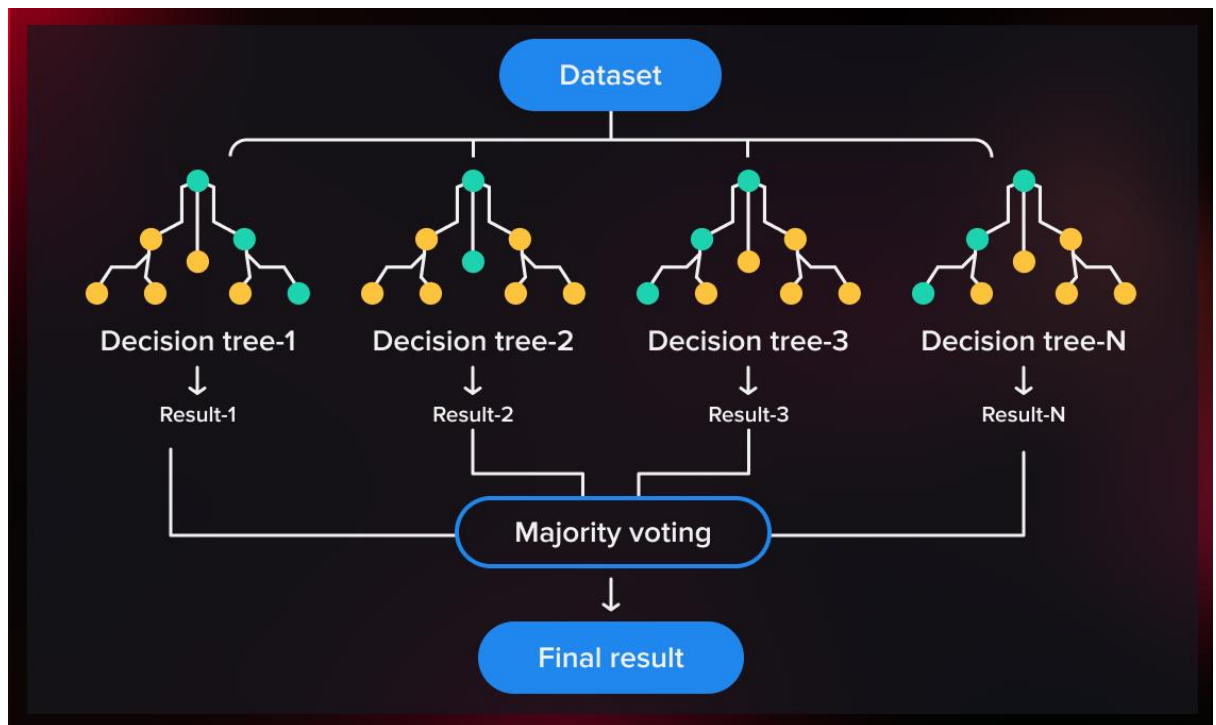 Dataset
Decision tree-1
Decision tree-2
Decision tree-3
Decision tree-N
Result-1
Result-2
Result-3
Result-N
Majority voting
Final result